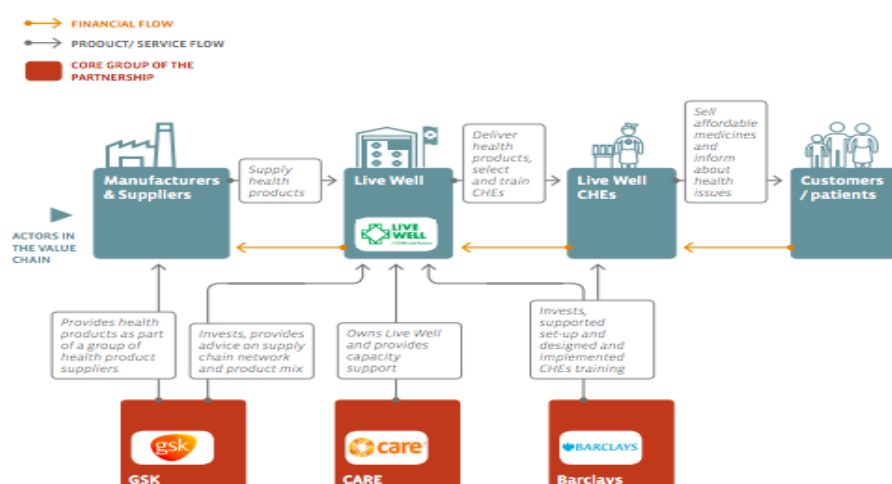 FINANCIAL FLOW
PRODUCT/ SERVICE FLOW
CORE GROUP OF THE
PARTNERSHIP
Manufacturers
& Suppliers
Supply
health
products
Live Well
LIVE
WELL
Deliver
health
products,
select
and train
CHEs
Live Well
CHEs
Sell
affordable
medicines
and
inform
about
health
issues
Customers
/ patients
ACTORS IN
THE VALUE
CHAIN
Provides health
products as part
of a group of
health product
suppliers
Invests, provides
advice on supply
chain network
and product mix
Owns Live Well
and provides
capacity
support
Invests,
supported
set-up and
designed and
implemented
CHEs training
gsk
GSK
care
CARE
BARCLAYS
Barclays